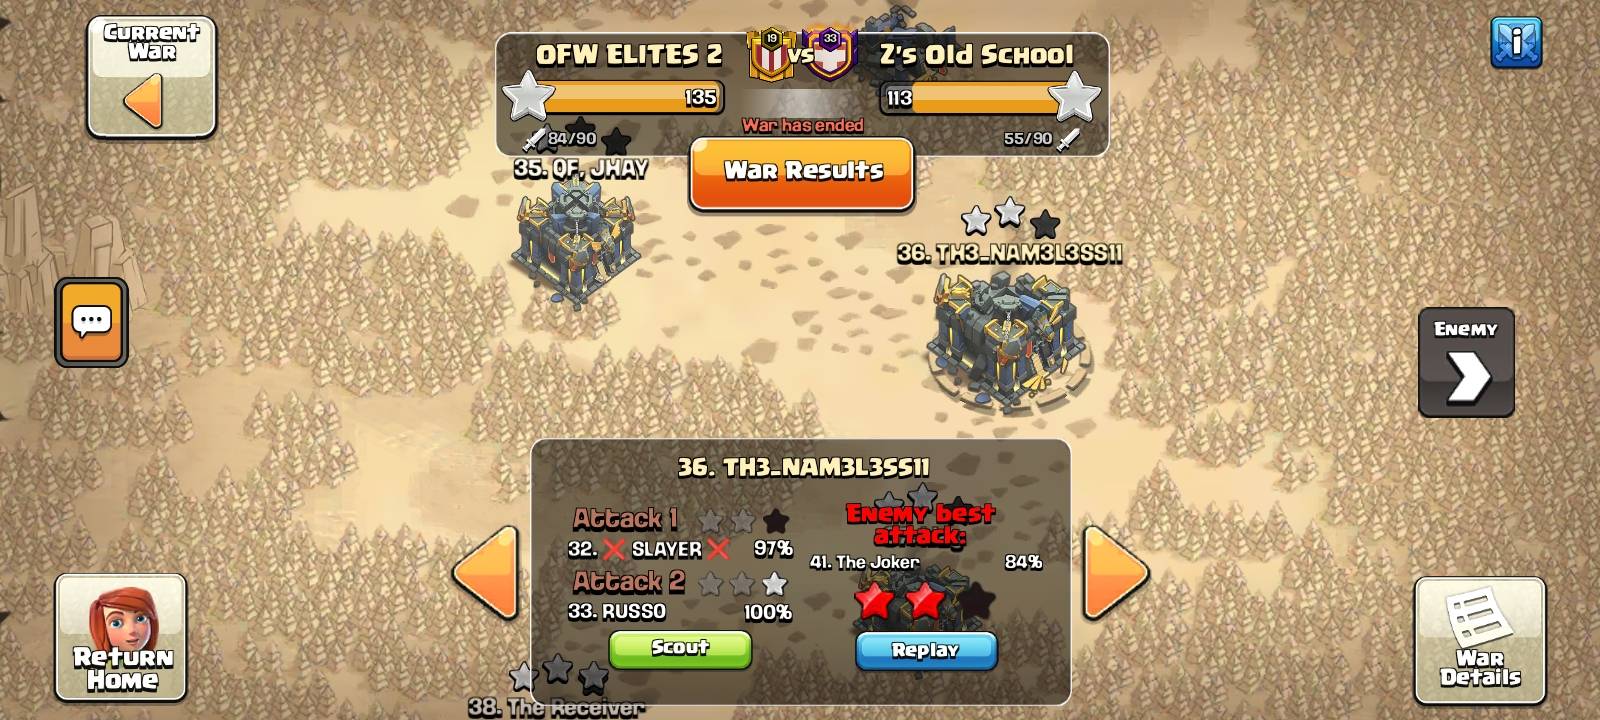 Current
War
OFW ELITES 2
19
VS
33
Z's Old School
135
113
War has ended
84/90
55/90
War Results
35. OF, JHAY
36. TH3_NAM3L3SS11
Enemy
36. TH3_NAM3L3SS11
Attack 1
32. ❌ SLAYER ❌ 97%
Attack 2
33. RUSSO 100%
Enemy best
attack:
41. The Joker 84%
Scout
Replay
Return
Home
War
Details
38. The Receiver